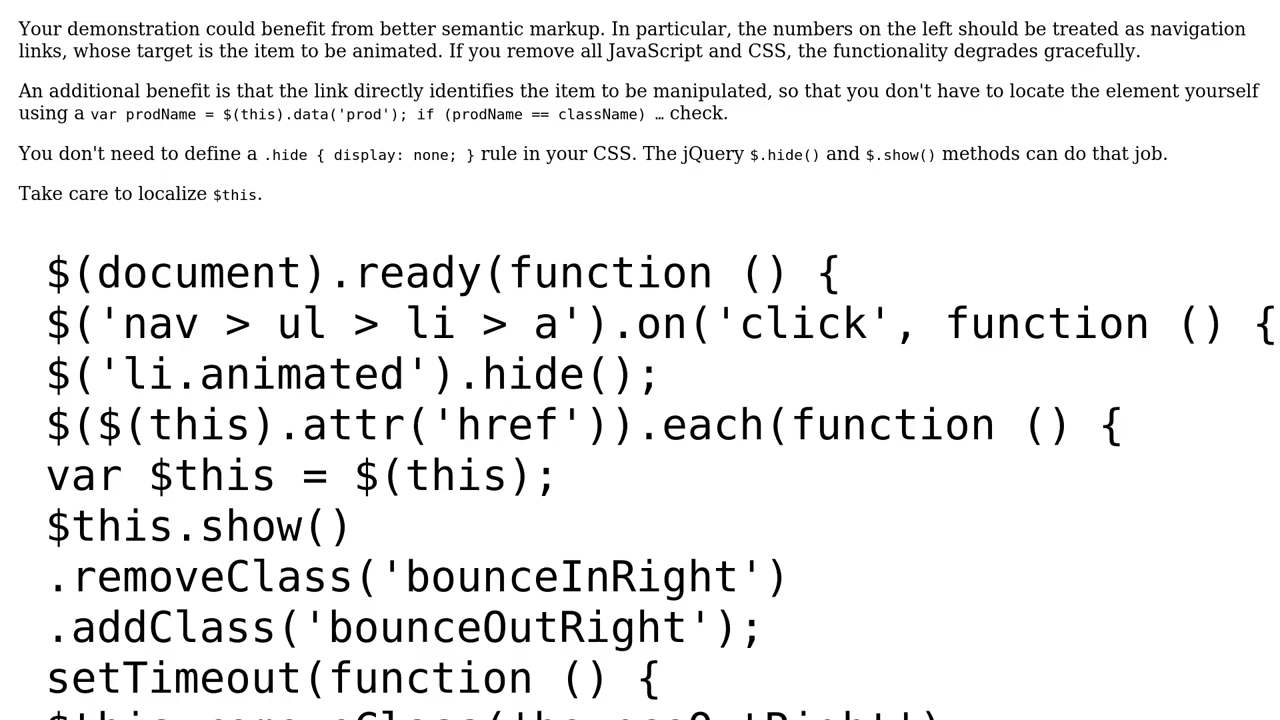 Your demonstration could benefit from better semantic markup. In particular, the numbers on the left should be treated as navigation
links, whose target is the item to be animated. If you remove all JavaScript and CSS, the functionality degrades gracefully.
An additional benefit is that the link directly identifies the item to be manipulated, so that you don't have to locate the element yourself
using a var prodName = $(this).data('prod'); if (prodName == className) … check.
You don't need to define a .hide { display: none; } rule in your CSS. The jQuery $.hide() and $.show() methods can do that job.
Take care to localize $this.
$(document).ready(function () {
$('nav > ul > li > a').on('click', function () {
$('li.animated').hide();
$($(this).attr('href')).each(function () {
var $this = $(this);
$this.show()
.removeClass('bounceInRight')
.addClass('bounceOutRight');
setTimeout(function () {
$this.removeClass('bounceOutRight')